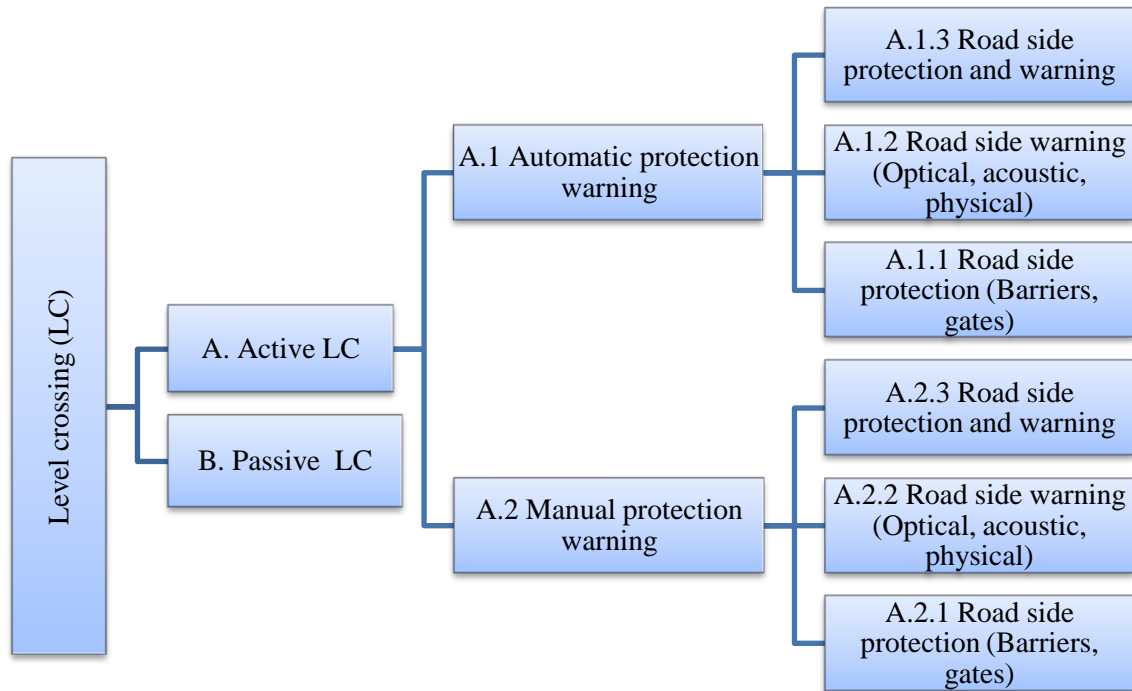 Level crossing (LC)
A. Active LC
B. Passive LC
A.1 Automatic protection
warning
A.2 Manual protection
warning
A.1.3 Road side
protection and warning
A.1.2 Road side warning
(Optical, acoustic,
physical)
A.1.1 Road side
protection (Barriers,
gates)
A.2.3 Road side
protection and warning
A.2.2 Road side warning
(Optical, acoustic,
physical)
A.2.1 Road side
protection (Barriers,
gates)